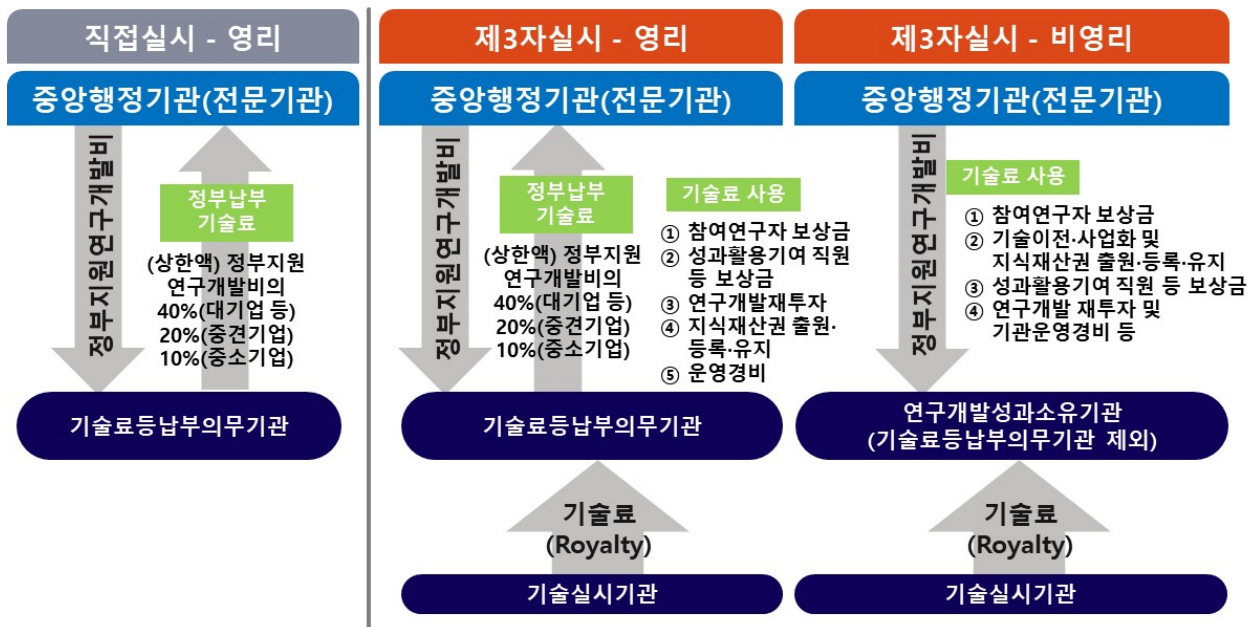 직접실시 - 영리
중앙행정기관(전문기관)
정부지원연구개발비
정부납부
기술료
(상한액) 정부지원
연구개발비의
40%(대기업 등)
20%(중견기업)
10%(중소기업)
기술료등납부의무기관
제3자실시 - 영리
중앙행정기관(전문기관)
정부지원연구개발비
정부납부
기술료
(상한액) 정부지원
연구개발비의
40%(대기업 등)
20%(중견기업)
10%(중소기업)
기술료 사용
① 참여연구자 보상금
② 성과활용기여 직원
등 보상금
③ 연구개발재투자
④ 지식재산권 출원·
등록·유지
⑤ 운영경비
기술료등납부의무기관
기술료
(Royalty)
기술실시기관
제3자실시 - 비영리
중앙행정기관(전문기관)
정부지원연구개발비
기술료 사용
① 참여연구자 보상금
② 기술이전·사업화 및
지식재산권 출원·등록·유지
③ 성과활용기여 직원 등 보상금
④ 연구개발 재투자 및
기관운영경비 등
연구개발성과소유기관
(기술료등납부의무기관 제외)
기술료
(Royalty)
기술실시기관